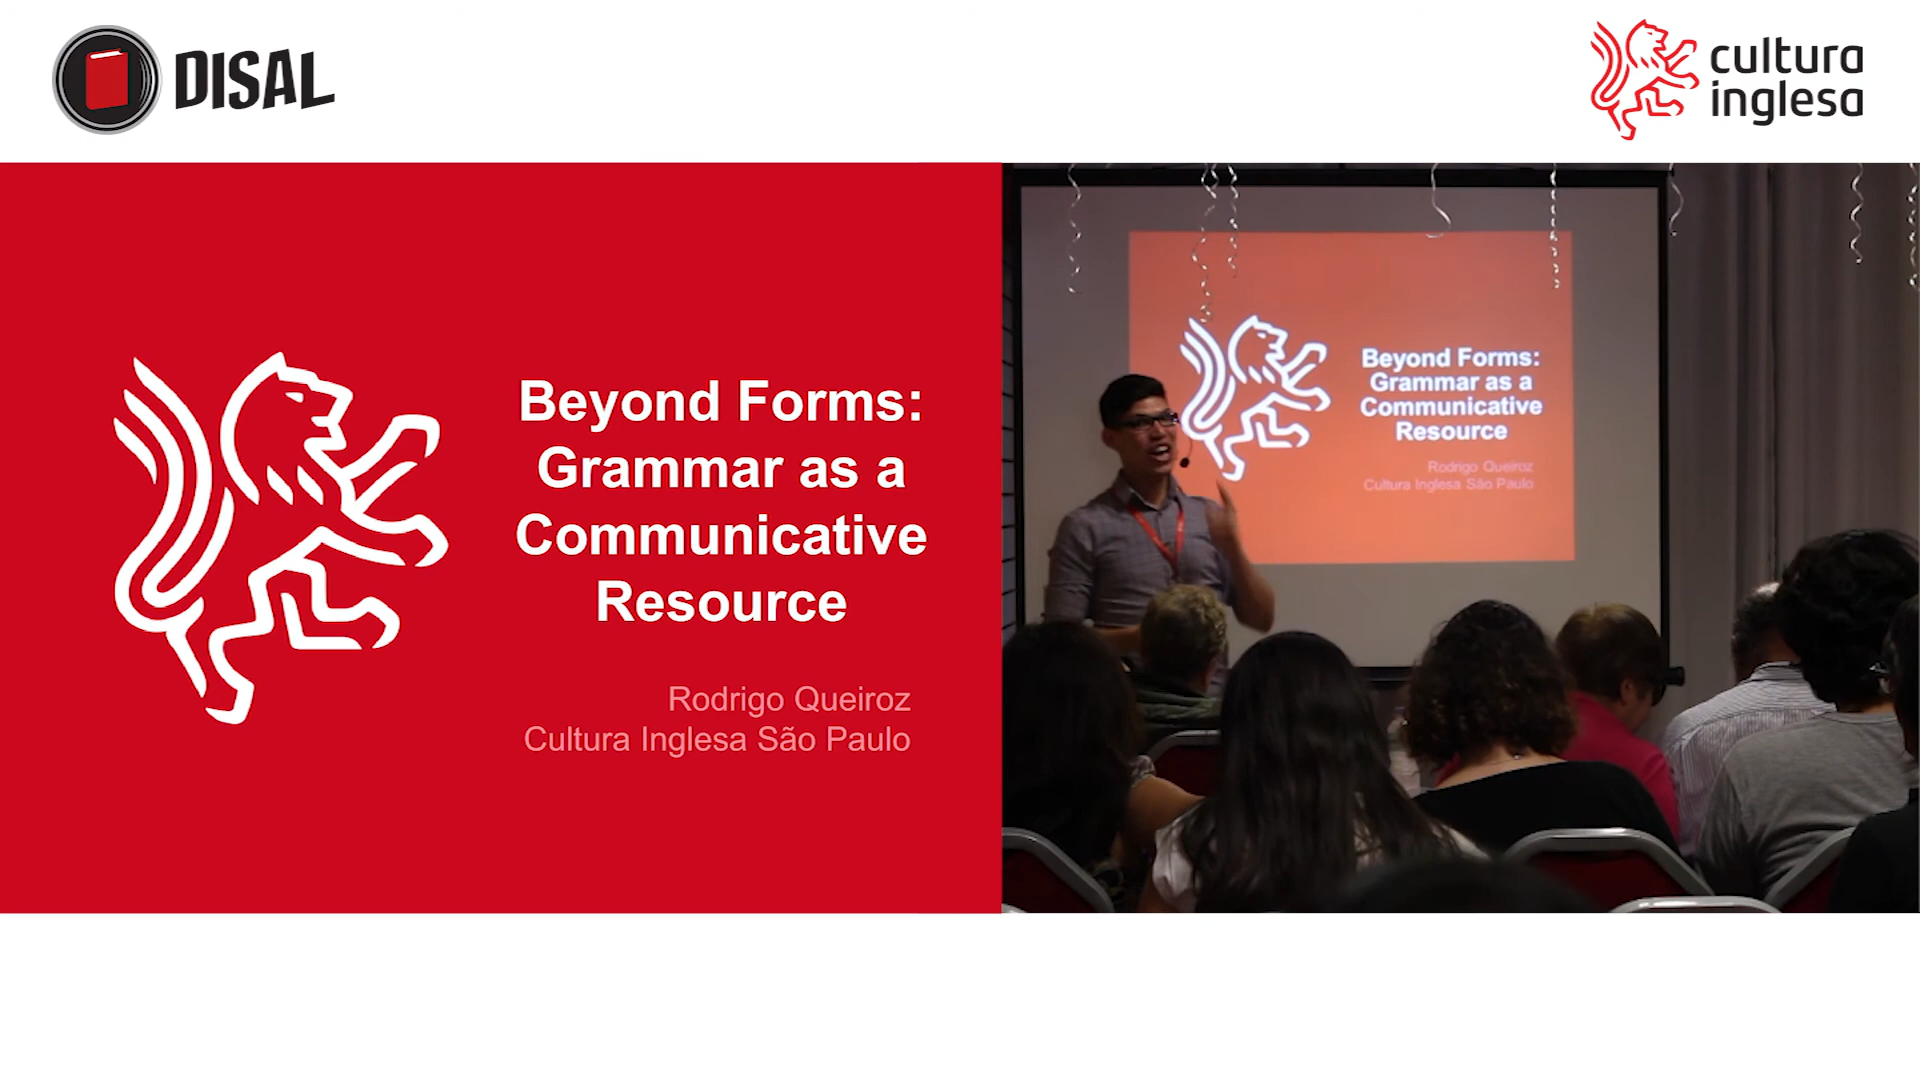 DISAL
cultura
inglesa
Beyond Forms:
Grammar as a
Communicative
Resource
Rodrigo Queiroz
Cultura Inglesa São Paulo
Beyond Forms:
Grammar as a
Communicative
Resource
Rodrigo Queiroz
Cultura Inglesa São Paulo